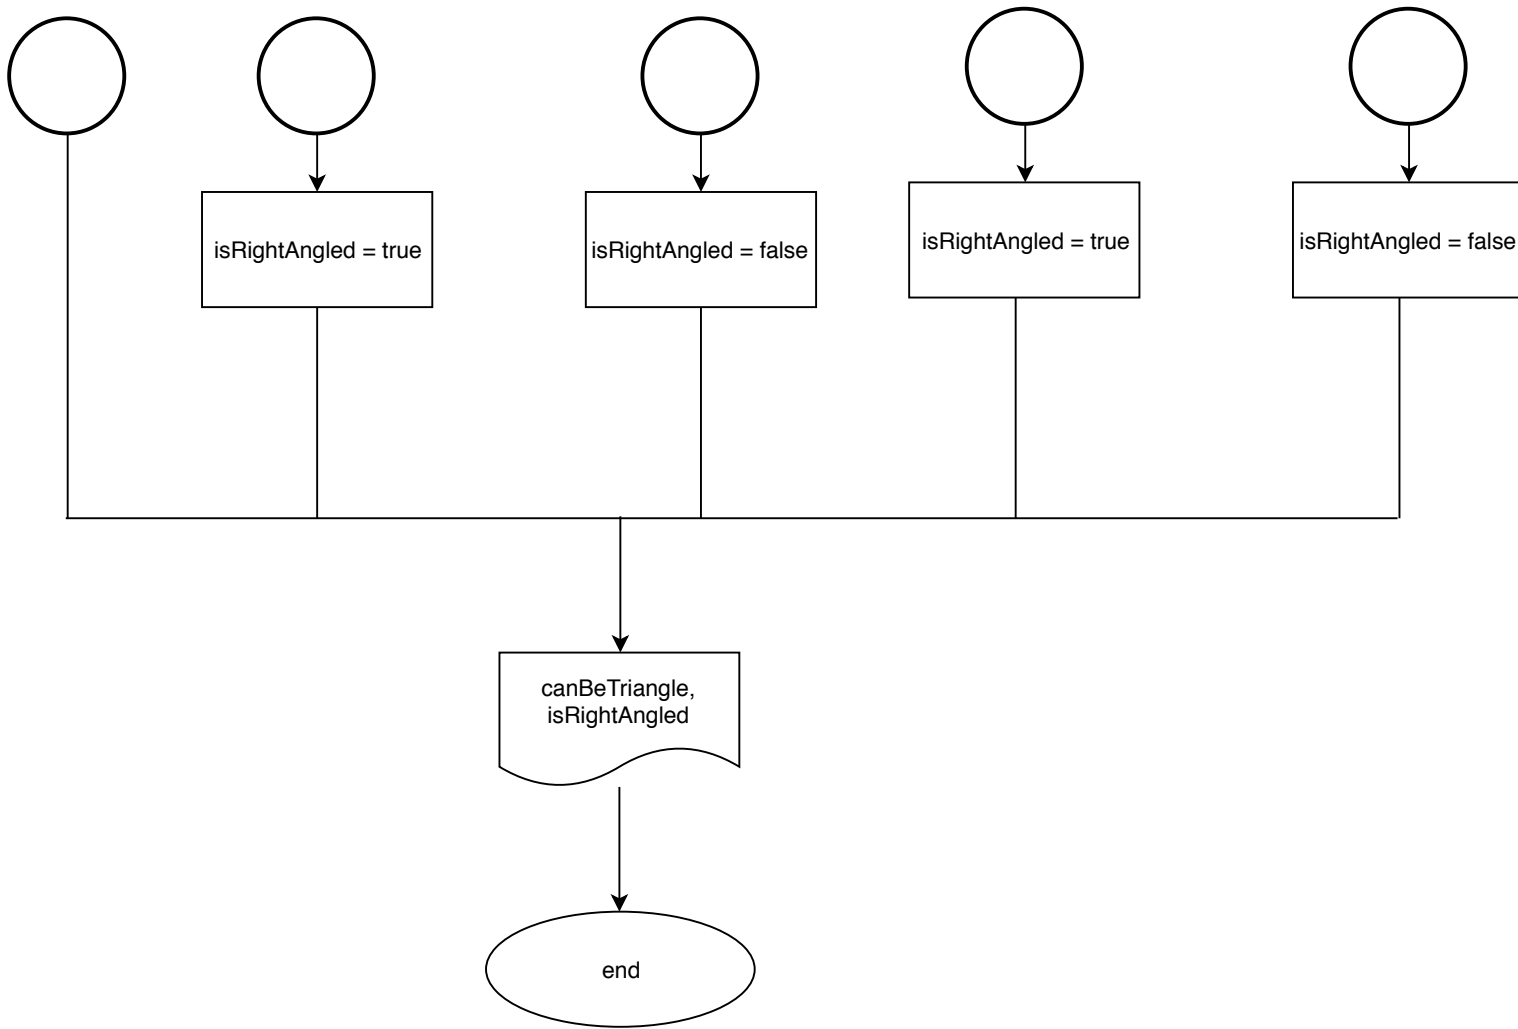 isRightAngled = true
isRightAngled = false
isRightAngled = true
isRightAngled = false
canBeTriangle,
isRightAngled
end